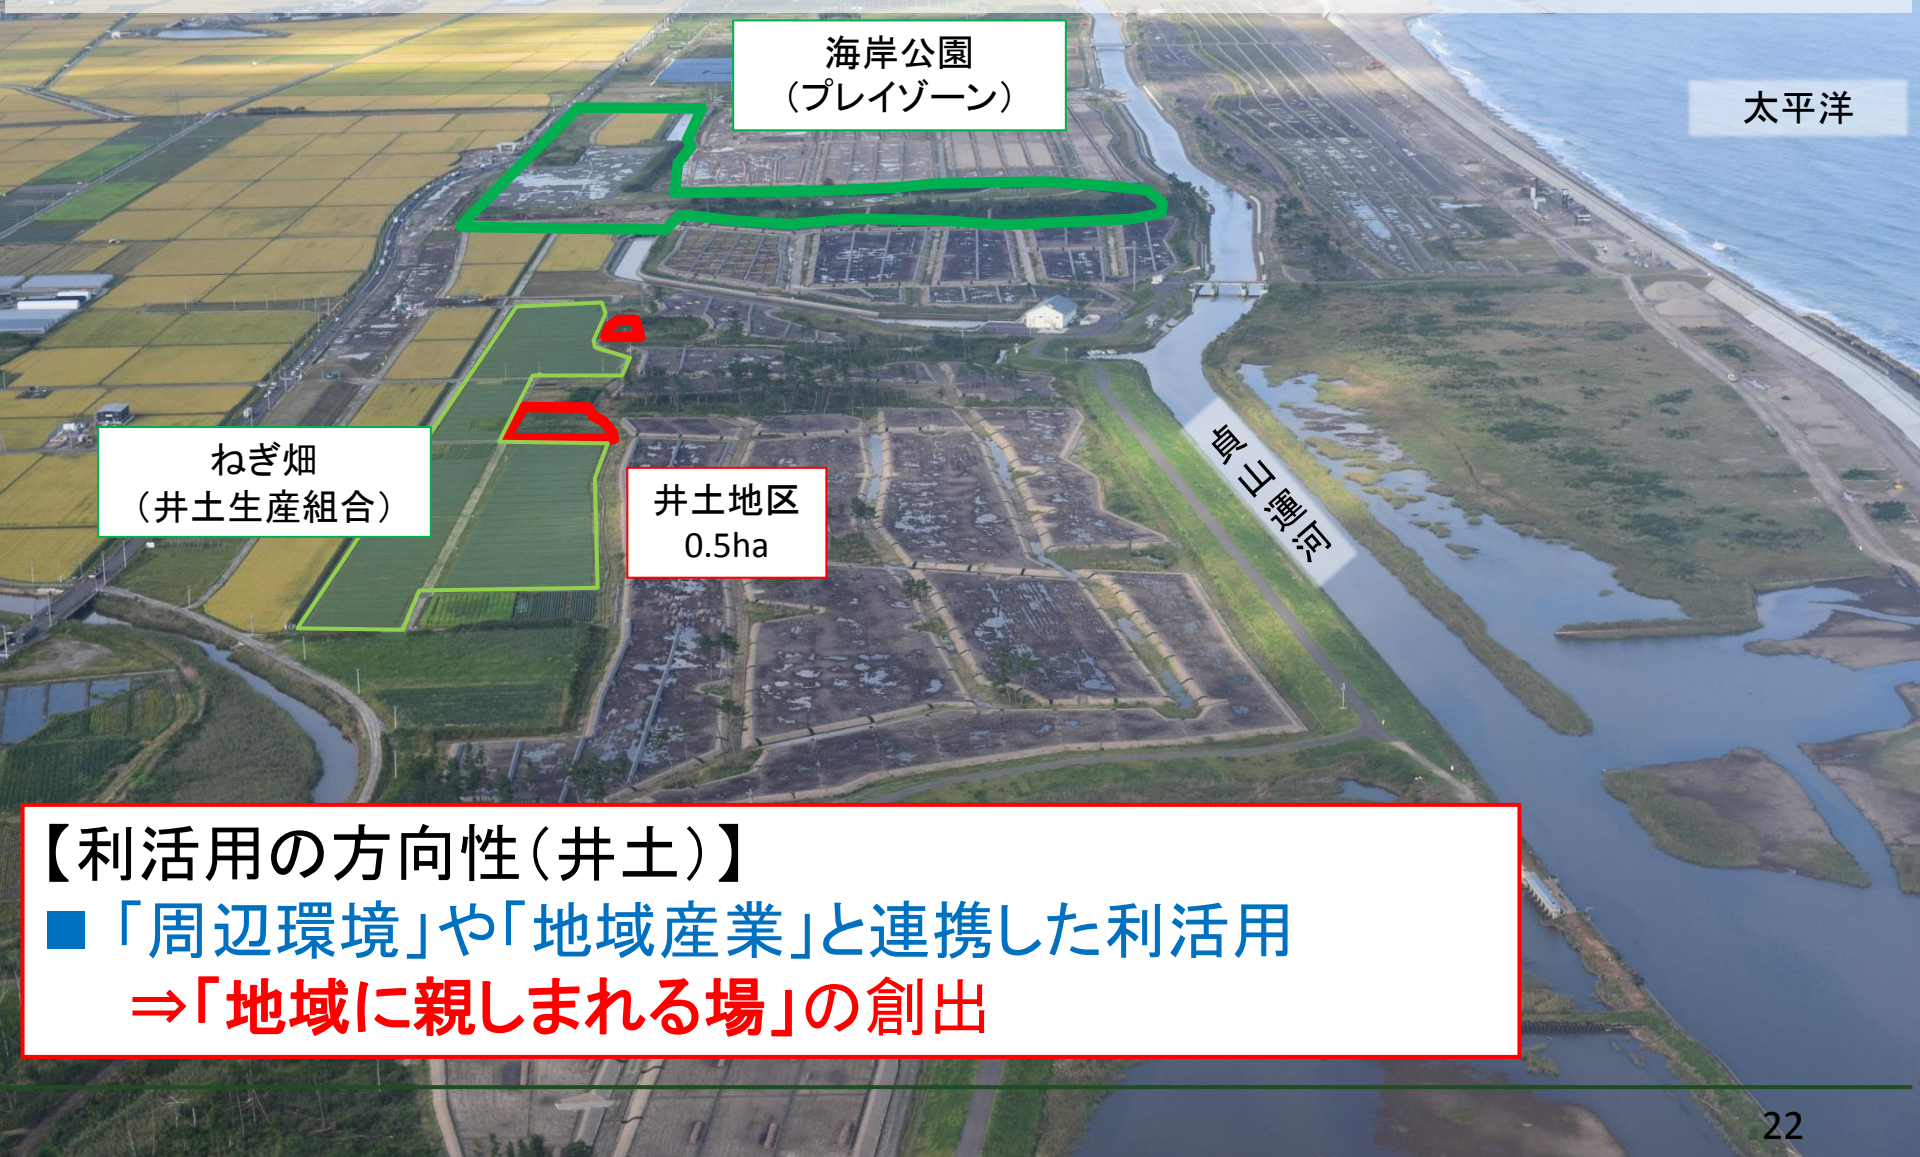 海岸公園
（プレイゾーン）
太平洋
ねぎ畑
（井土生産組合）
井土地区
0.5ha
貞山運河
【利活用の方向性（井土）】
■「周辺環境」や「地域産業」と連携した利活用
⇒「地域に親しまれる場」の創出
22